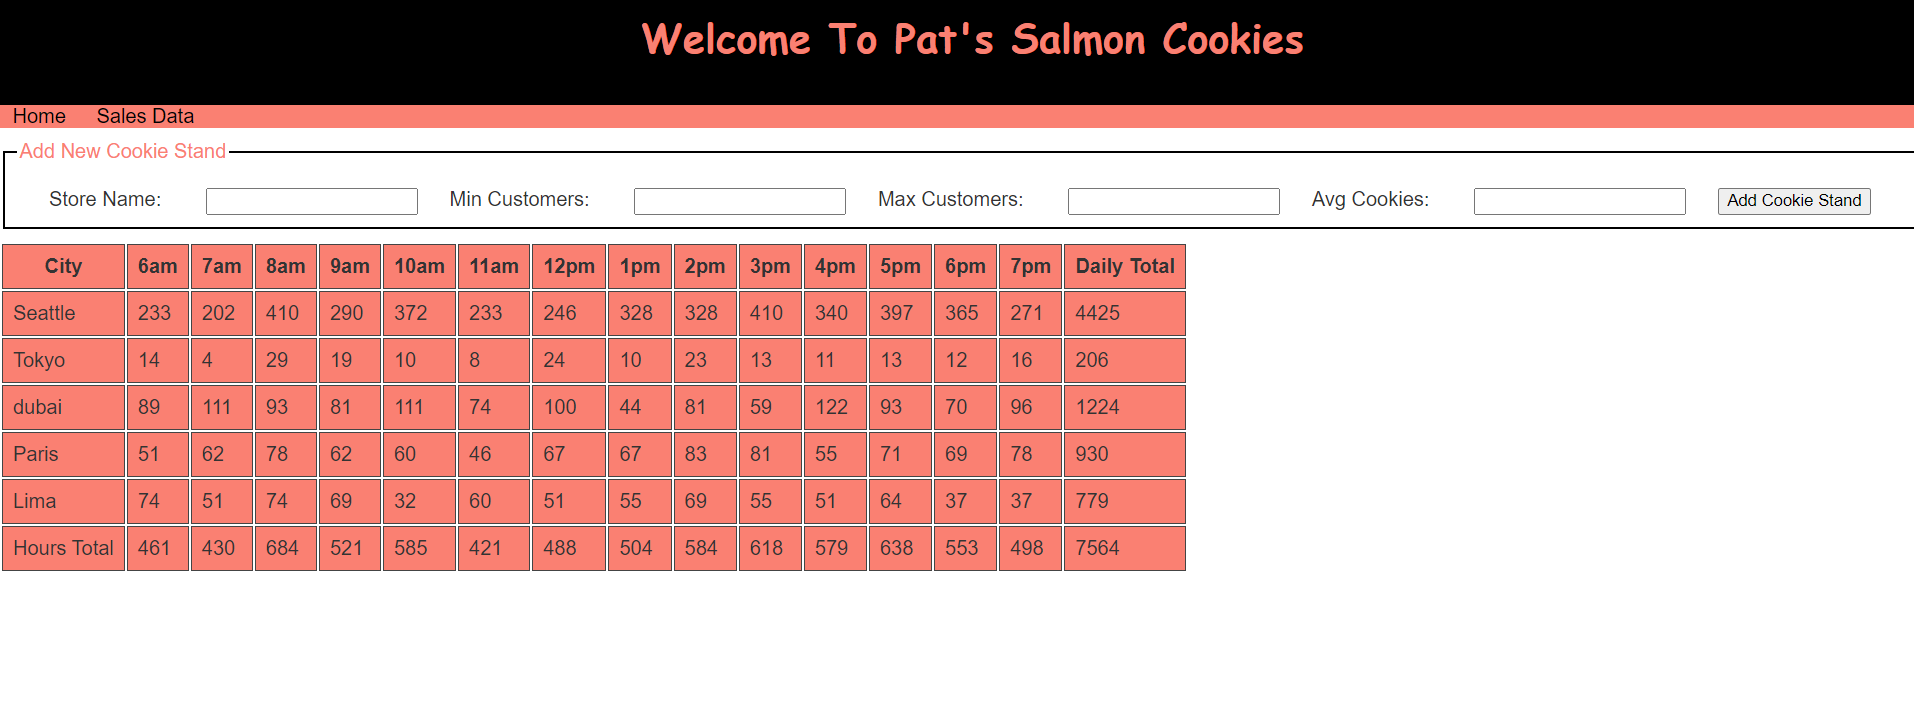 Welcome To Pat's Salmon Cookies
Home Sales Data
Add New Cookie Stand
Store Name: Min Customers: Max Customers: Avg Cookies: Add Cookie Stand
City 6am 7am 8am 9am 10am 11am 12pm 1pm 2pm 3pm 4pm 5pm 6pm 7pm Daily Total
Seattle 233 202 410 290 372 233 246 328 328 410 340 397 365 271 4425
Tokyo 14 4 29 19 10 8 24 10 23 13 11 13 12 16 206
dubai 89 111 93 81 111 74 100 44 81 59 122 93 70 96 1224
Paris 51 62 78 62 60 46 67 67 83 81 55 71 69 78 930
Lima 74 51 74 69 32 60 51 55 69 55 51 64 37 37 779
Hours Total 461 430 684 521 585 421 488 504 584 618 579 638 553 498 7564